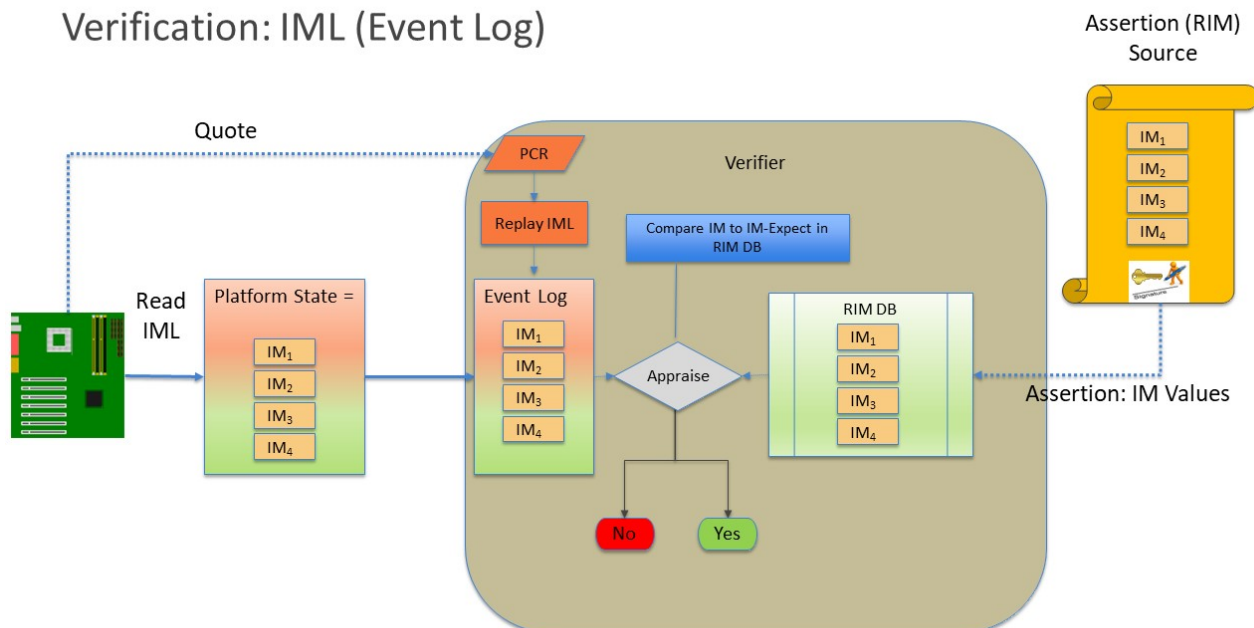 Verification: IML (Event Log)
Assertion (RIM)
Source
IM1
IM2
IM3
IM4
Signature
Quote
PCR
Verifier
Replay IML
Compare IM to IM-Expect in
RIM DB
Read
IML
Platform State =
IM1
IM2
IM3
IM4
Event Log
IM1
IM2
IM3
IM4
Appraise
RIM DB
IM1
IM2
IM3
IM4
Assertion: IM Values
No
Yes